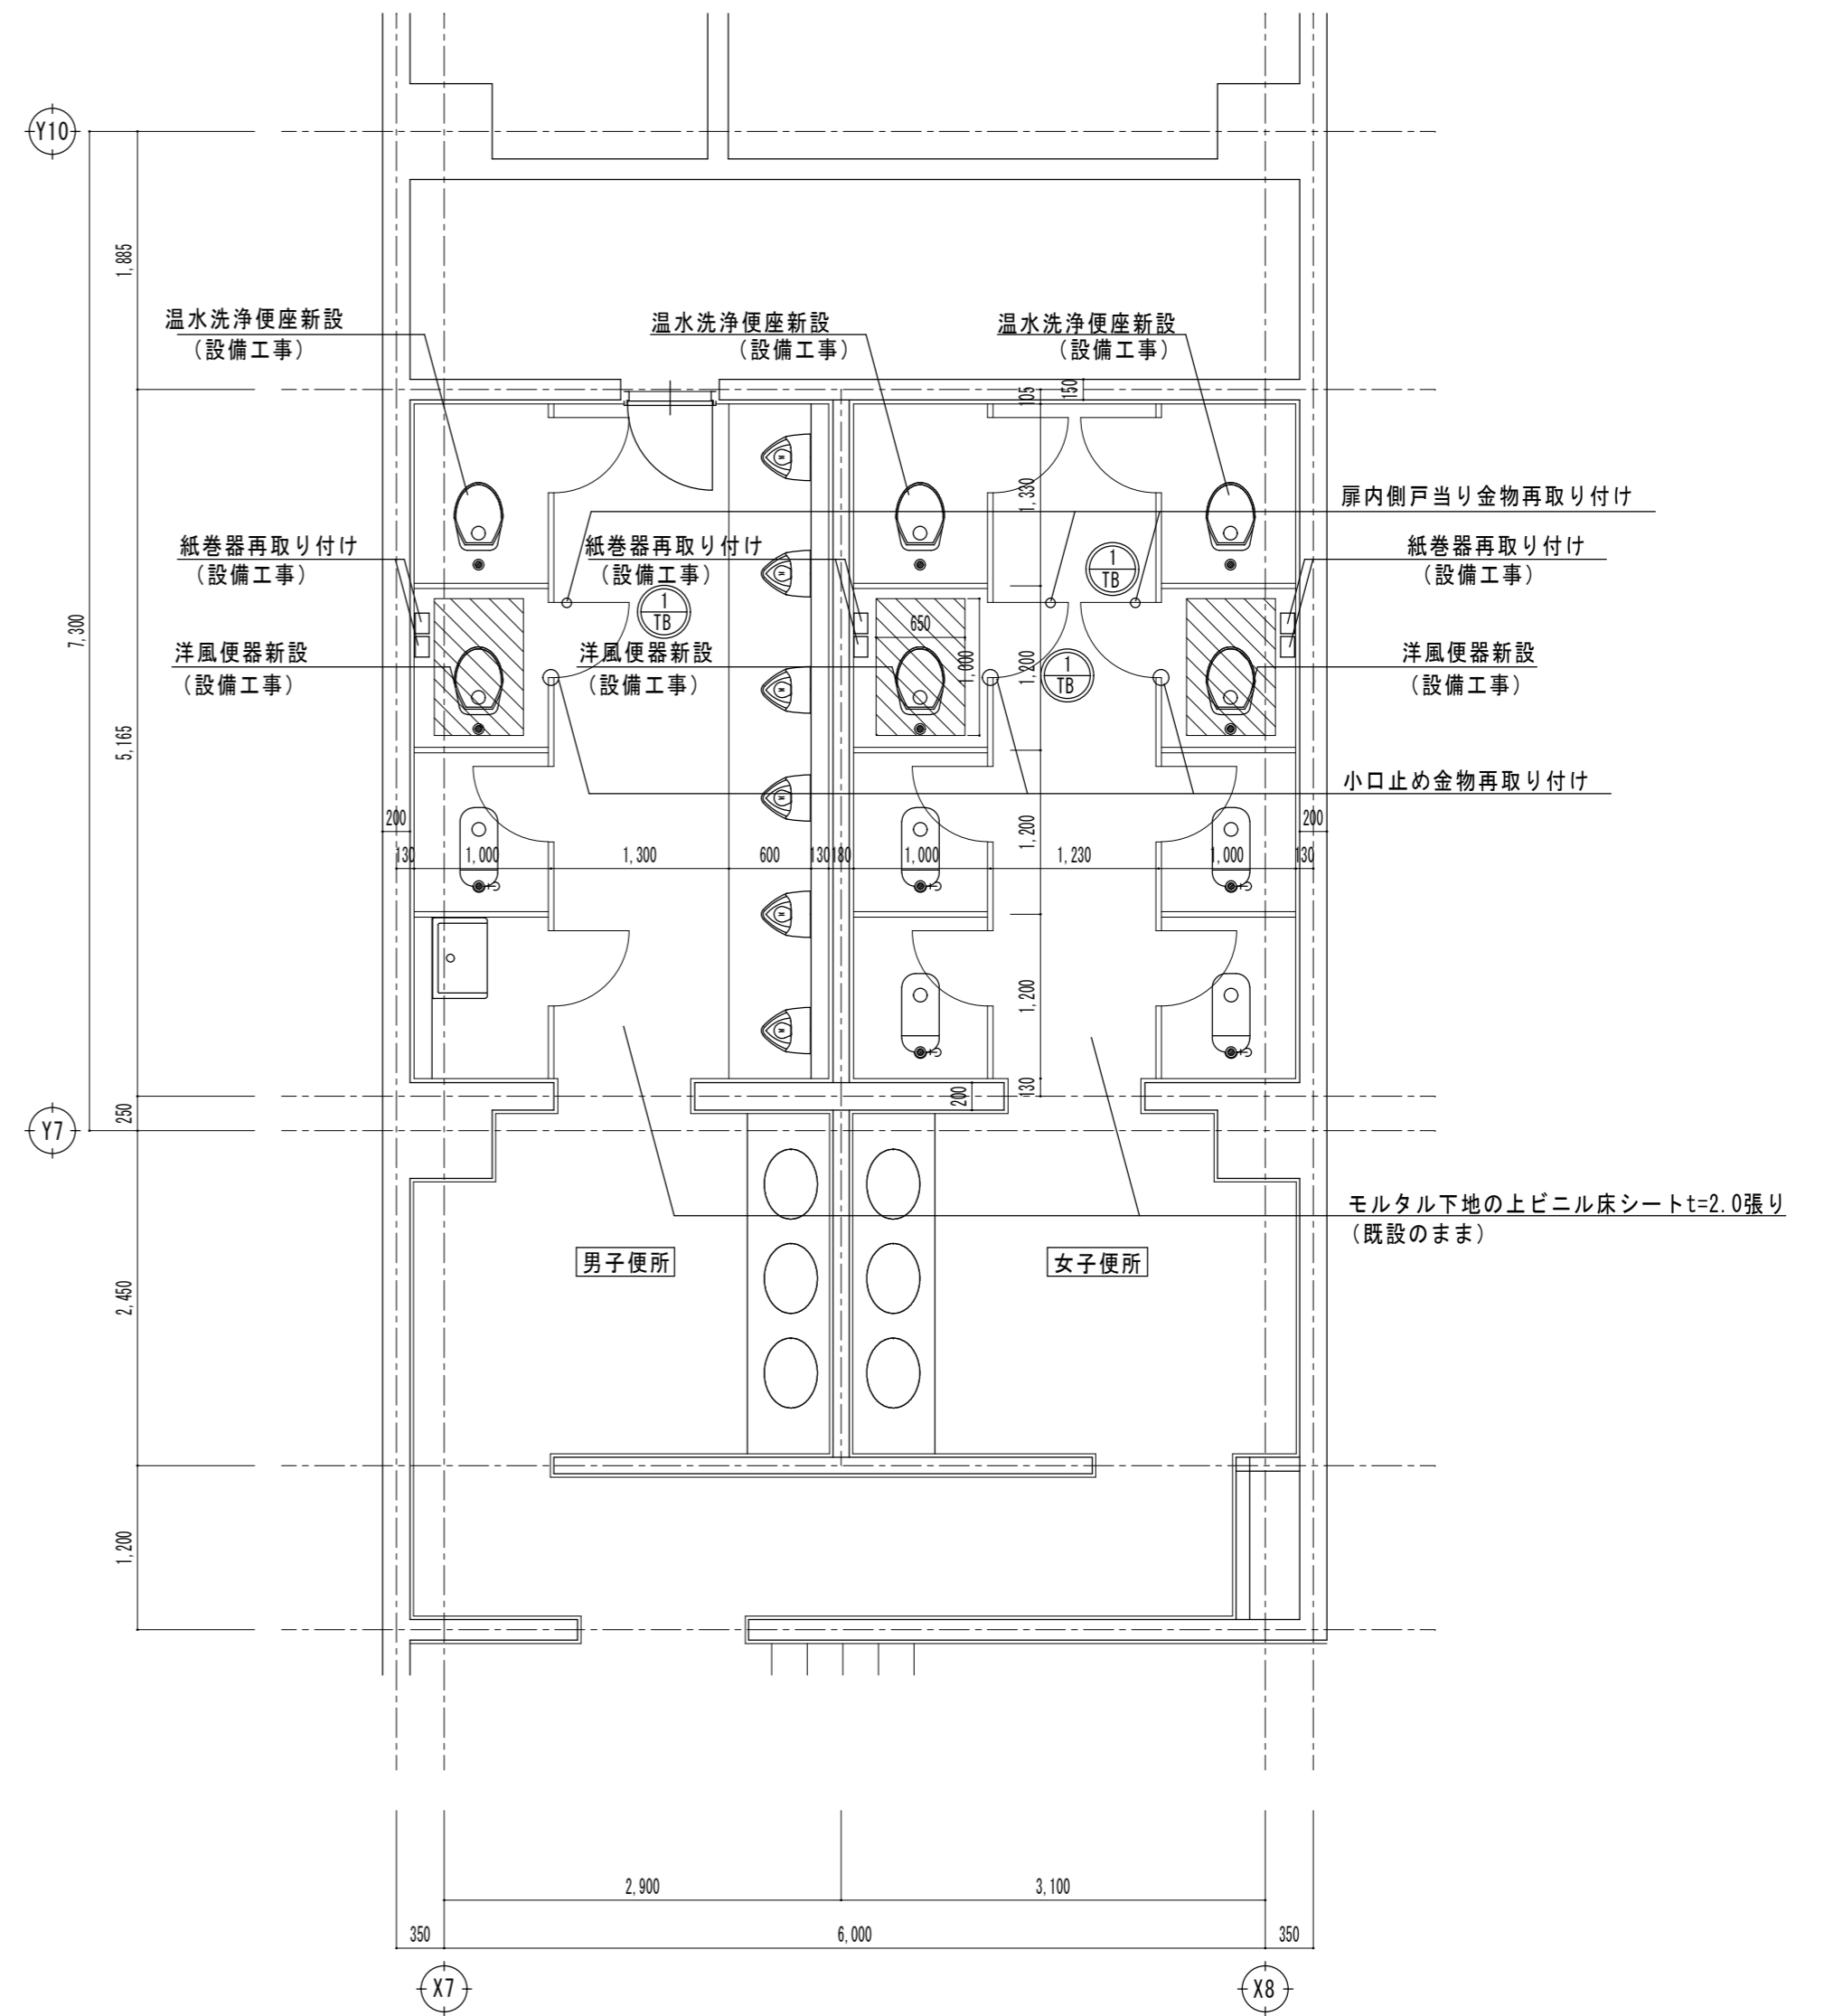 Y10
1,885
温水洗浄便座新設
（設備工事）
温水洗浄便座新設
（設備工事）
温水洗浄便座新設
（設備工事）
105
150
1,330
扉内側戸当り金物再取り付け
紙巻器再取り付け
（設備工事）
紙巻器再取り付け
（設備工事）
紙巻器再取り付け
（設備工事）
1
TB
1
TB
7,300
650
1,000
1,200
洋風便器新設
（設備工事）
洋風便器新設
（設備工事）
1
TB
洋風便器新設
（設備工事）
5,165
小口止め金物再取り付け
200
1,200
200
130
1,000
1,300
600
130
180
1,000
1,230
1,000
130
1,200
200
130
250
Y7
モルタル下地の上ビニル床シートt=2.0張り
（既設のまま）
男子便所
女子便所
2,450
1,200
2,900
3,100
350
6,000
350
X7
X8